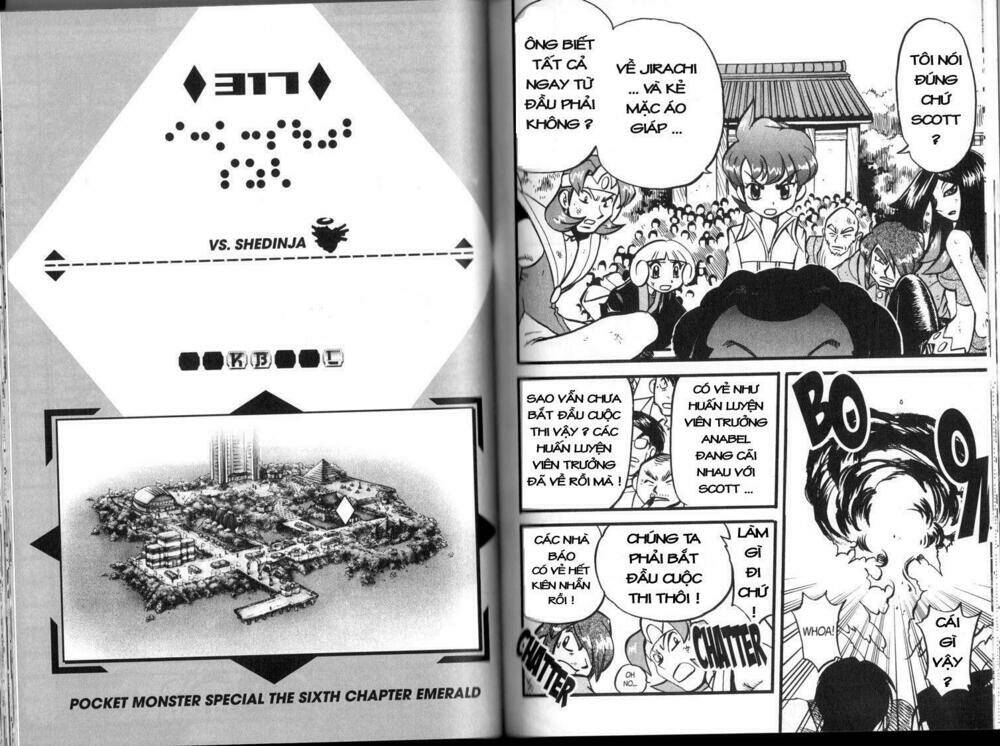 TÔI NÓI
ĐÚNG
CHỨ
SCOTT
?
VỀ JIRACHI
... VÀ KẺ
MẶC ÁO
GIÁP ...
ÔNG BIẾT
TẤT CẢ
NGAY TỪ
ĐẦU PHẢI
KHÔNG ?
CÓ VẺ NHƯ
HUẤN LUYỆN
VIÊN TRƯỞNG
ANABEL
ĐANG CÃI
NHAU VỚI
SCOTT ...
SAO VẪN CHƯA
BẮT ĐẦU CUỘC
THI VẬY ? CÁC
HUẤN LUYỆN
VIÊN TRƯỞNG
ĐÃ VỀ RỒI MÀ !
LÀM
GÌ
ĐI
CHỨ
!
CHÚNG TA
PHẢI BẮT
ĐẦU CUỘC
THI THÔI !
CÁC NHÀ
BÁO
CÓ VẺ HẾT
KIÊN NHẪN
RỒI !
CHATTER
OH
NO...
CHATTER
BO
CÁI
GÌ
VẬY
?
WHOA!
317
VS. SHEDINJA
K B L
POCKET MONSTER SPECIAL THE SIXTH CHAPTER EMERALD